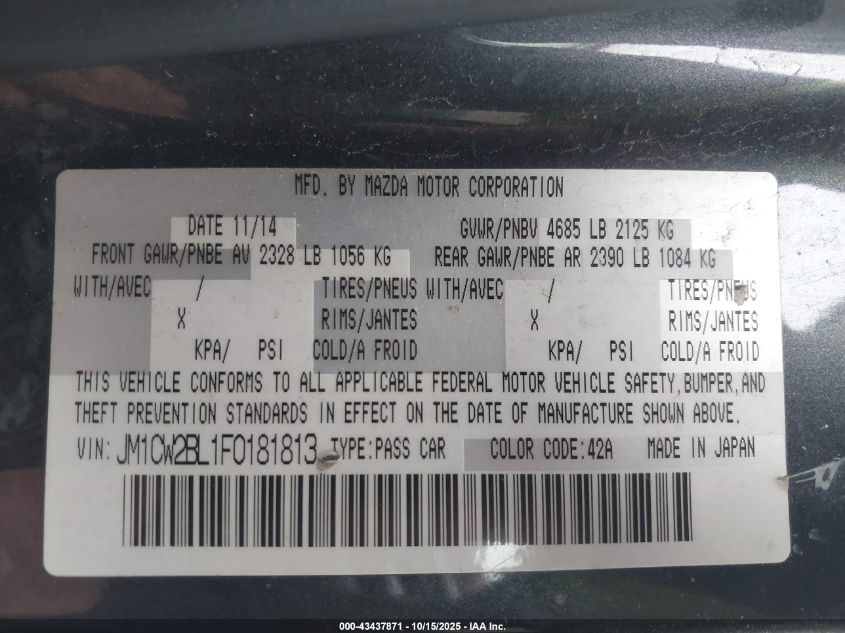 MFD. BY MAZDA MOTOR CORPORATION
DATE 11/14 GVWR/PNBV 4685 LB 2125 KG
FRONT GAWR/PNBE AV 2328 LB 1056 KG REAR GAWR/PNBE AR 2390 LB 1084 KG
WITH/AVEC / TIRES/PNEUS WITH/AVEC / TIRES/PNEUS
X RIMS/JANTES X RIMS/JANTES
KPA/ PSI COLD/A FROID KPA/ PSI COLD/A FROID
THIS VEHICLE CONFORMS TO ALL APPLICABLE FEDERAL MOTOR VEHICLE SAFETY,BUMPER,AND
THEFT PREVENTION STANDARDS IN EFFECT ON THE DATE OF MANUFACTURE SHOWN ABOVE.
VIN: JM1CW2BL1F0181813 TYPE:PASS CAR COLOR CODE:42A MADE IN JAPAN
000-43437871 - 10/15/2025 - IAA Inc.